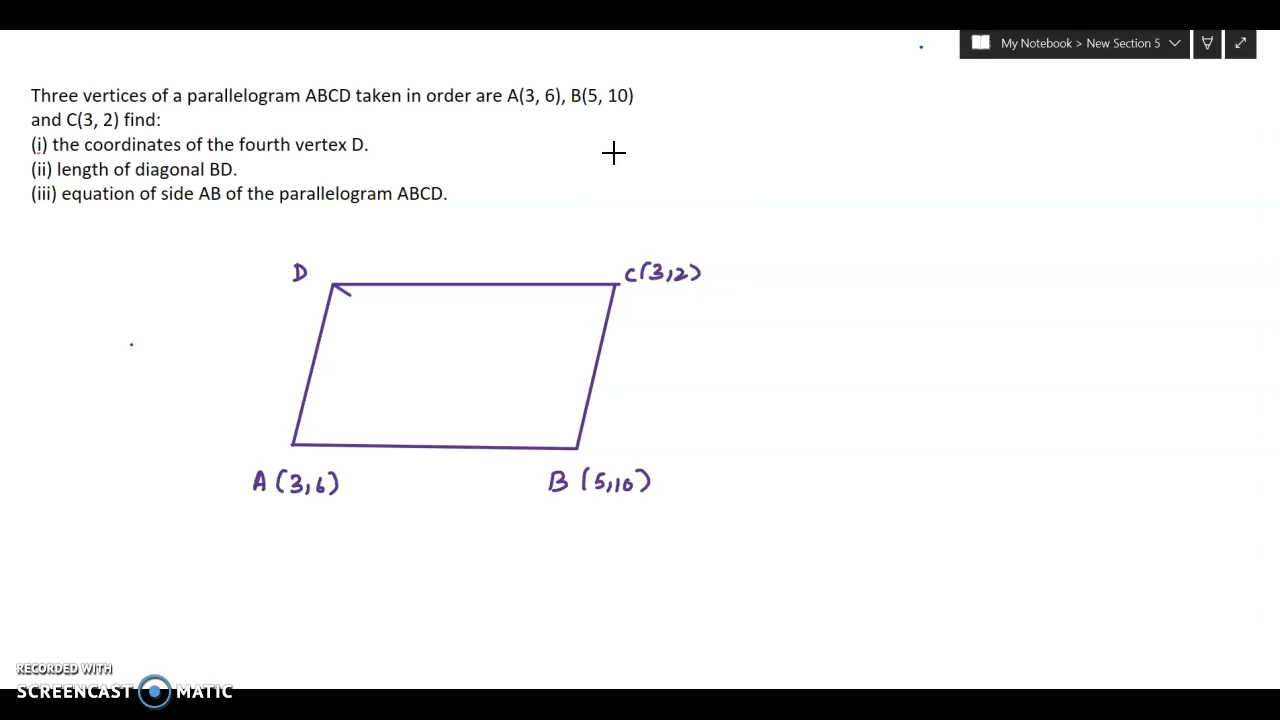 My Notebook > New Section 5
Three vertices of a parallelogram ABCD taken in order are A(3, 6), B(5, 10)
and C(3, 2) find:
(i) the coordinates of the fourth vertex D.
(ii) length of diagonal BD.
(iii) equation of side AB of the parallelogram ABCD.
D
C(3,2)
A (3,6)
B (5,10)
RECORDED WITH
SCREENCAST MATIC